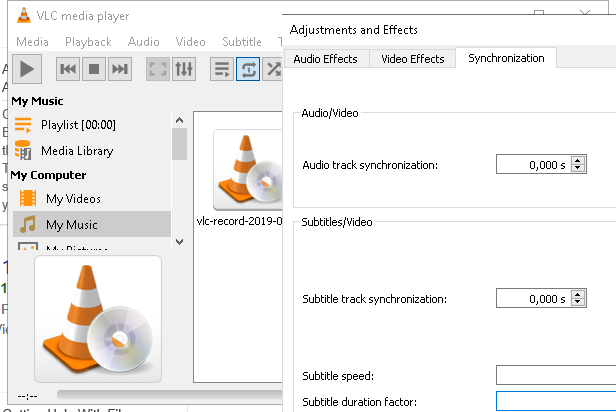 VLC media player
Media Playback Audio Video Subtitle
My Music
Playlist [00:00]
Media Library
My Computer
My Videos
My Music
My Pictures
vlc-record-2019-0
--:--
Adjustments and Effects
Audio Effects Video Effects Synchronization
Audio/Video
Audio track synchronization: 0,000 s
Subtitles/Video
Subtitle track synchronization: 0,000 s
Subtitle speed:
Subtitle duration factor: